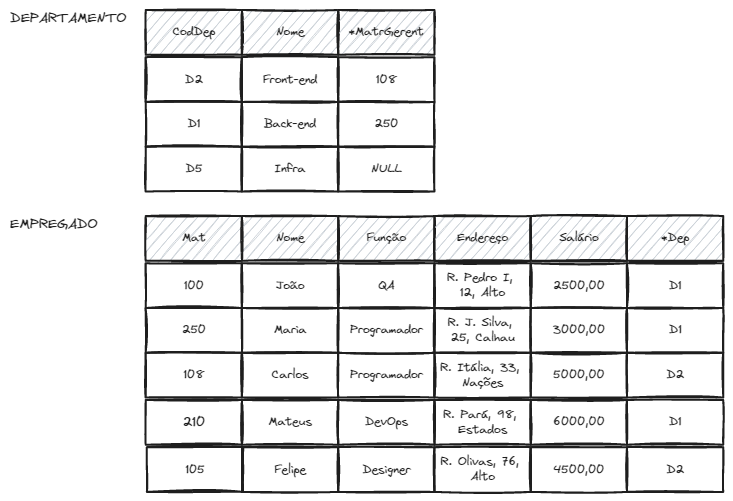 DEPARTAMENTO
CodDep Nome *MatrGerent
D2 Front-end 108
D1 Back-end 250
D5 Infra NULL
EMPREGADO
Mat Nome Função Endereço Salário *Dep
100 João QA R. Pedro I, 12, Alto 2500,00 D1
250 Maria Programador R. J. Silva, 25, Calhau 3000,00 D1
108 Carlos Programador R. Itália, 33, Nações 5000,00 D2
210 Mateus DevOps R. Pará, 98, Estados 6000,00 D1
105 Felipe Designer R. Olivas, 76, Alto 4500,00 D2